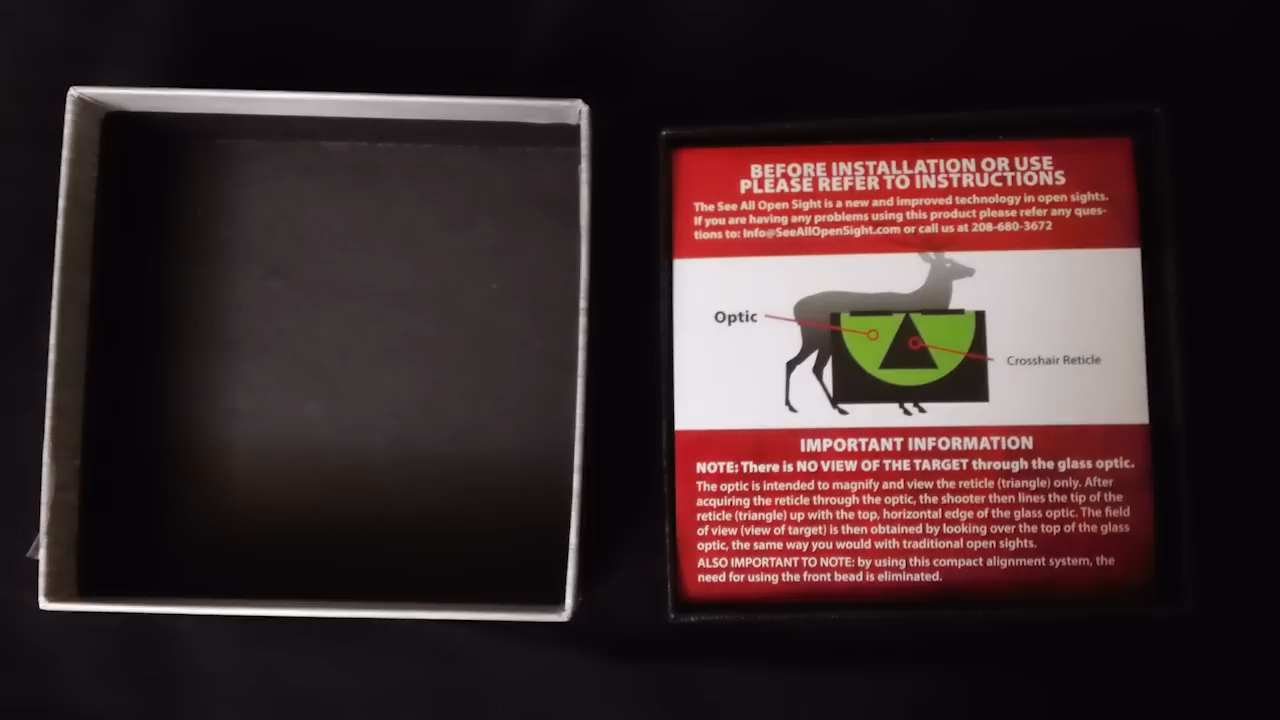 BEFORE INSTALLATION OR USE
PLEASE REFER TO INSTRUCTIONS
The See All Open Sight is a new and improved technology in open sights.
If you are having any problems using this product please refer any ques-
tions to: Info@SeeAllOpenSight.com or call us at 208-680-3672
Optic
Crosshair Reticle
IMPORTANT INFORMATION
NOTE: There is NO VIEW OF THE TARGET through the glass optic.
The optic is intended to magnify and view the reticle (triangle) only. After
acquiring the reticle through the optic, the shooter then lines the tip of the
reticle (triangle) up with the top, horizontal edge of the glass optic. The field
of view (view of target) is then obtained by looking over the top of the glass
optic, the same way you would with traditional open sights.
ALSO IMPORTANT TO NOTE: by using this compact alignment system, the
need for using the front bead is eliminated.